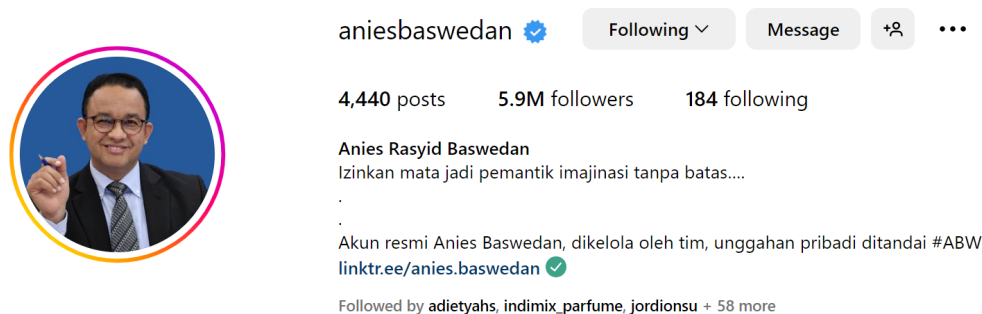 aniesbaswedan Following Message
4,440 posts 5.9M followers 184 following
Anies Rasyid Baswedan
Izinkan mata jadi pemantik imajinasi tanpa batas....
.
.
Akun resmi Anies Baswedan, dikelola oleh tim, unggahan pribadi ditandai #ABW
linktr.ee/anies.baswedan
Followed by adietyahs, indimix_parfume, jordionsu + 58 more